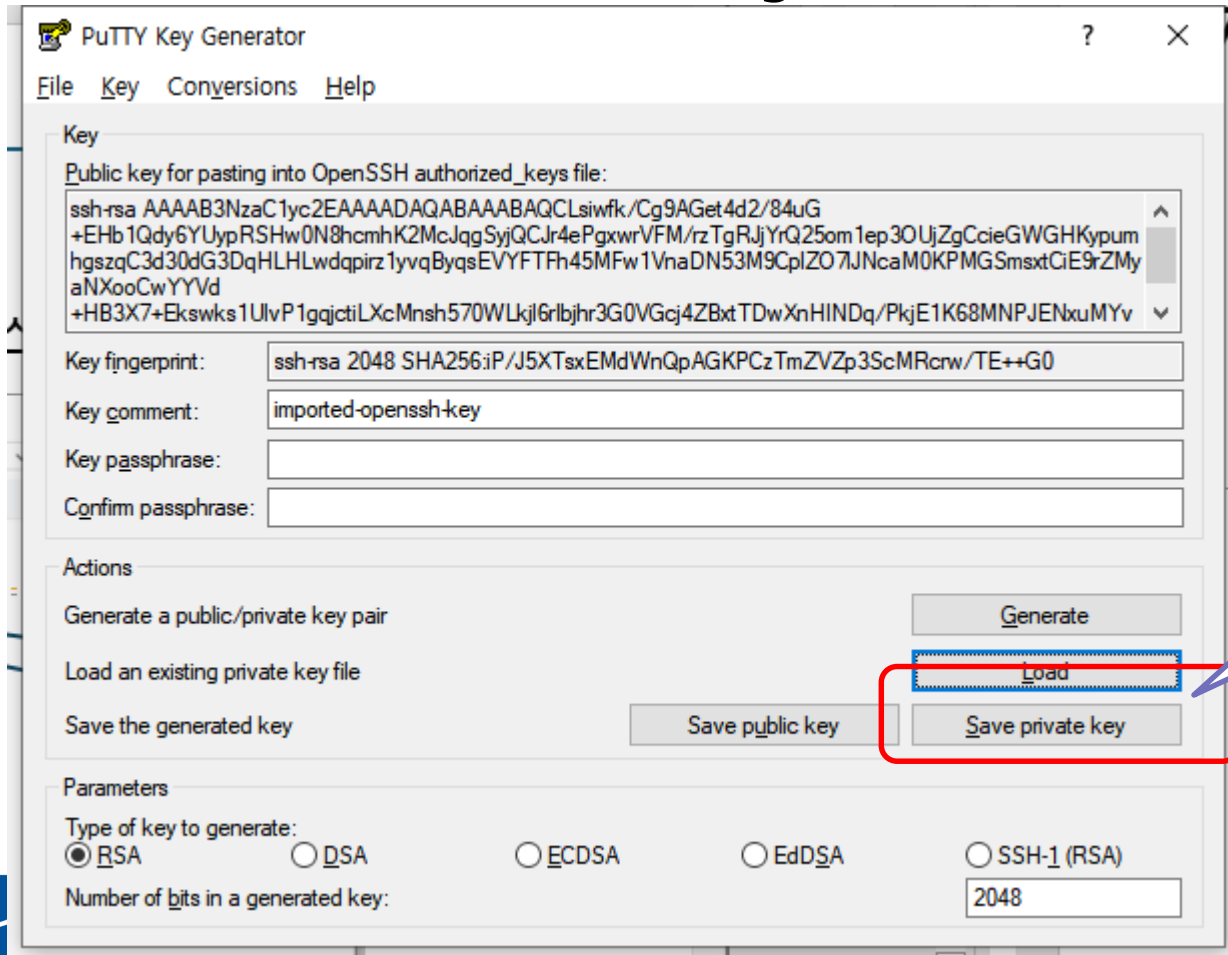 PuTTY Key Generator
File Key Conversions Help
Key
Public key for pasting into OpenSSH authorized_keys file:
ssh-rsa AAAAB3NzaC1yc2EAAAADAQABAAABAQCLsiwfk/Cg9AGet4d2/84uG
+EHb1Qdy6YUypRSHw0N8hcmhK2McJqgSyjQCJr4ePgxwrVFM/rzTgRJjYrQ25om1ep3OUjZgCcieGWGHKypum
hgszqC3d30dG3DqHLHLwdqpirz1yvqByqsEVYFTFh45MFw1VnaDN53M9CplZO7lJNcaM0KPMGSmsxtCiE9rZMy
aNXooCwYYVd
+HB3X7+Ekswks1UlvP1gqjctiLXcMnsh570WLkjl6rlbjhr3G0VGcj4ZBxtTDwXnHINDq/PkjE1K68MNPJENxuMYv
Key fingerprint: ssh-rsa 2048 SHA256:iP/J5XTsxEMdWnQpAGKPCzTmZVZp3ScMRcrw/TE++G0
Key comment: imported-openssh-key
Key passphrase:
Confirm passphrase:
Actions
Generate a public/private key pair Generate
Load an existing private key file Load
Save the generated key Save public key Save private key
Parameters
Type of key to generate:
RSA DSA ECDSA EdDSA SSH-1 (RSA)
Number of bits in a generated key: 2048